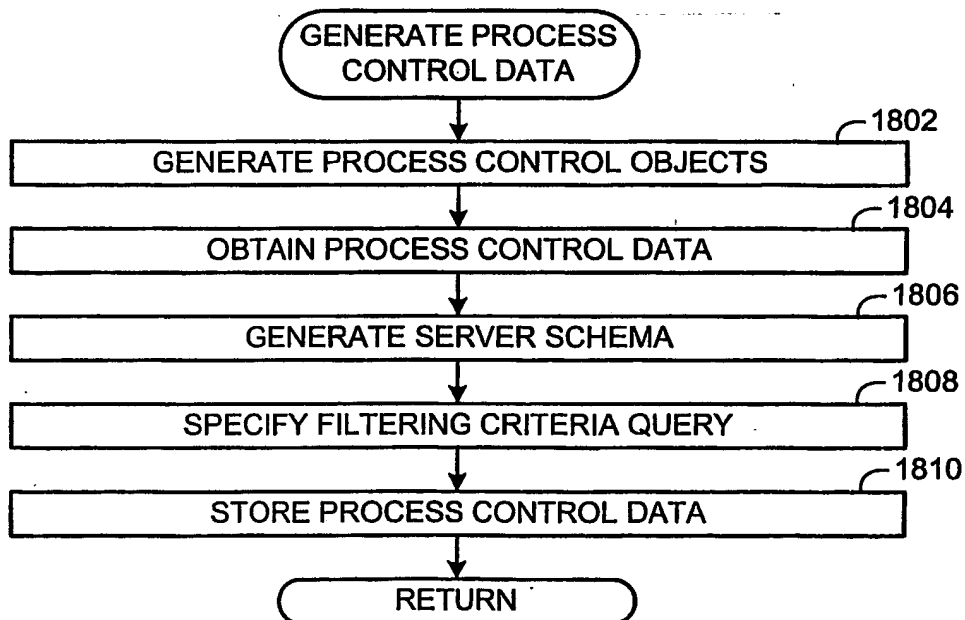 GENERATE PROCESS
CONTROL DATA
1802
GENERATE PROCESS CONTROL OBJECTS
1804
OBTAIN PROCESS CONTROL DATA
1806
GENERATE SERVER SCHEMA
1808
SPECIFY FILTERING CRITERIA QUERY
1810
STORE PROCESS CONTROL DATA
RETURN